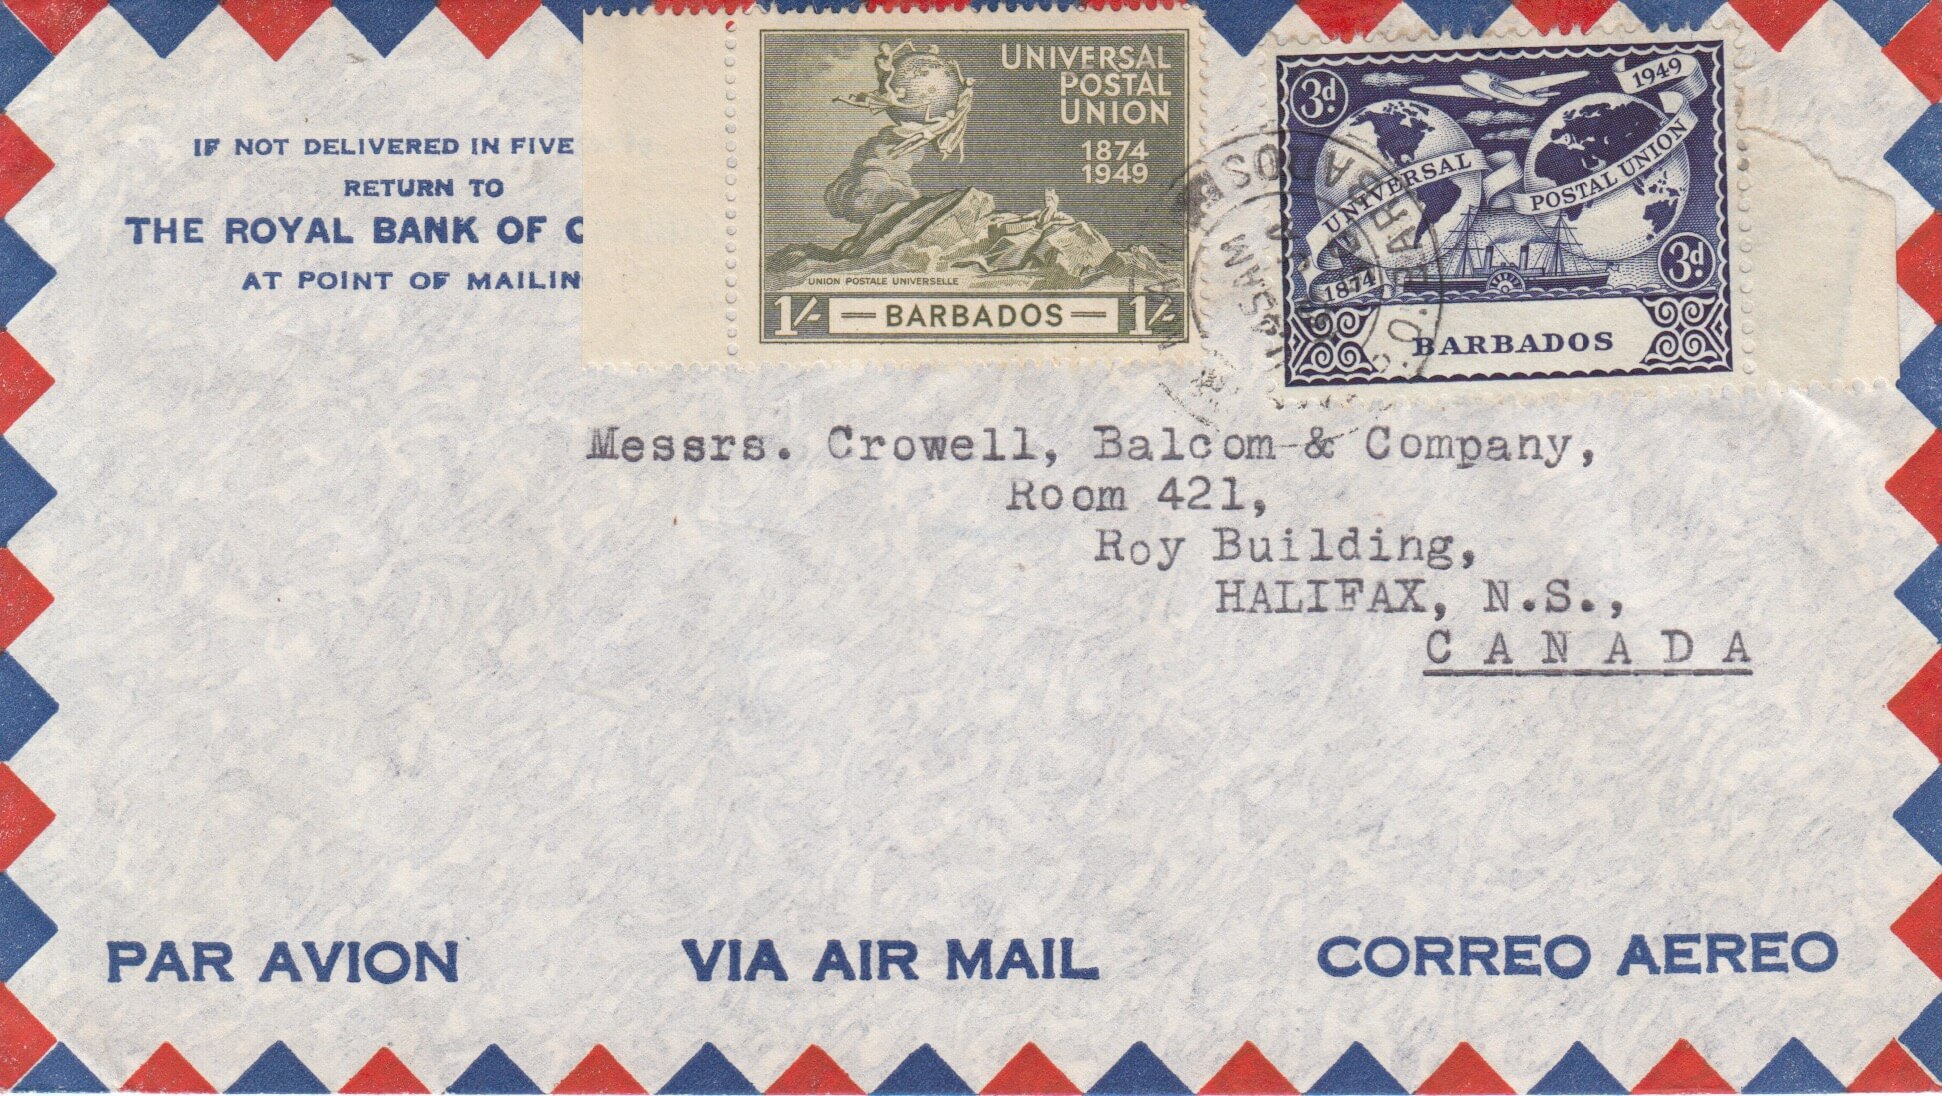 IF NOT DELIVERED IN FIVE
RETURN TO
THE ROYAL BANK OF C
AT POINT OF MAILIN
UNIVERSAL
POSTAL
UNION
1874
1949
UNION POSTALE UNIVERSELLE
1/- BARBADOS 1/-
3d
1949
UNIVERSAL POSTAL UNION
1874
3d
BARBADOS
G.P.O. BARBADOS
Messrs. Crowell, Balcom & Company,
Room 421,
Roy Building,
HALIFAX, N.S.,
CANADA
PAR AVION VIA AIR MAIL CORREO AEREO